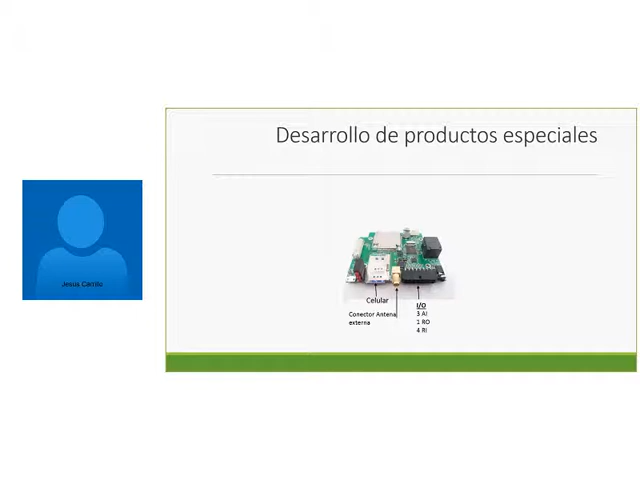 Desarrollo de productos especiales
Jesus Carrillo
Celular
Conector Antena
externa
I/O
3 AI
1 RO
4 RI